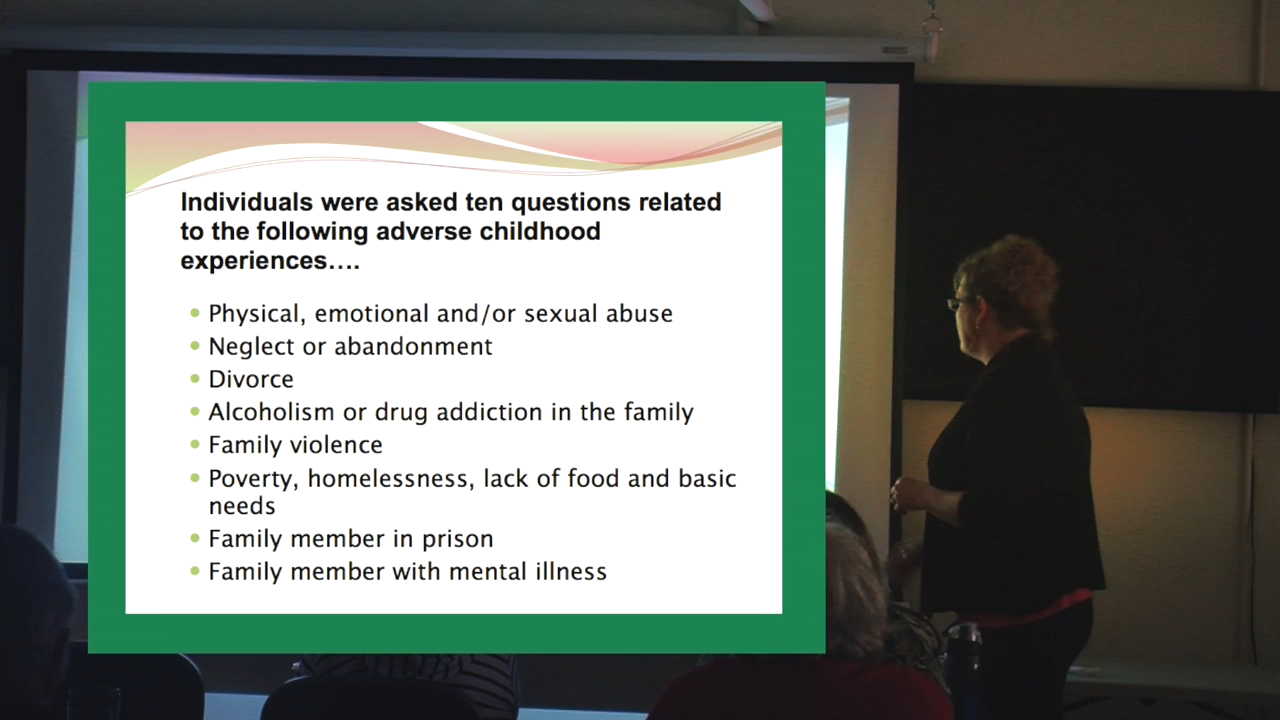 Individuals were asked ten questions related
to the following adverse childhood
experiences....
• Physical, emotional and/or sexual abuse
• Neglect or abandonment
• Divorce
• Alcoholism or drug addiction in the family
• Family violence
• Poverty, homelessness, lack of food and basic
needs
• Family member in prison
• Family member with mental illness